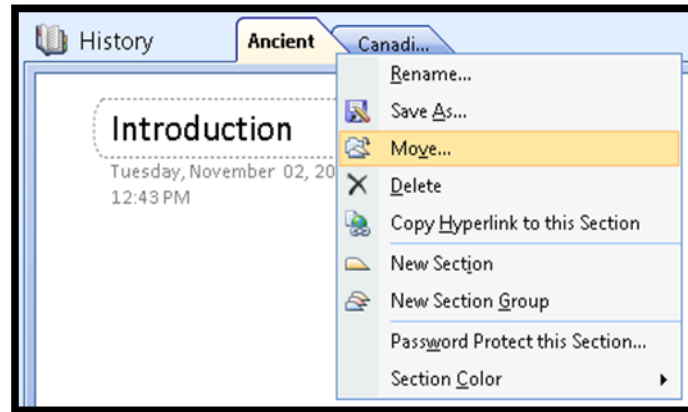 History Ancient Canadi...
Rename...
Save As...
Introduction
Move...
Tuesday, November 02, 20
Delete
12:43 PM
Copy Hyperlink to this Section
New Section
New Section Group
Password Protect this Section...
Section Color